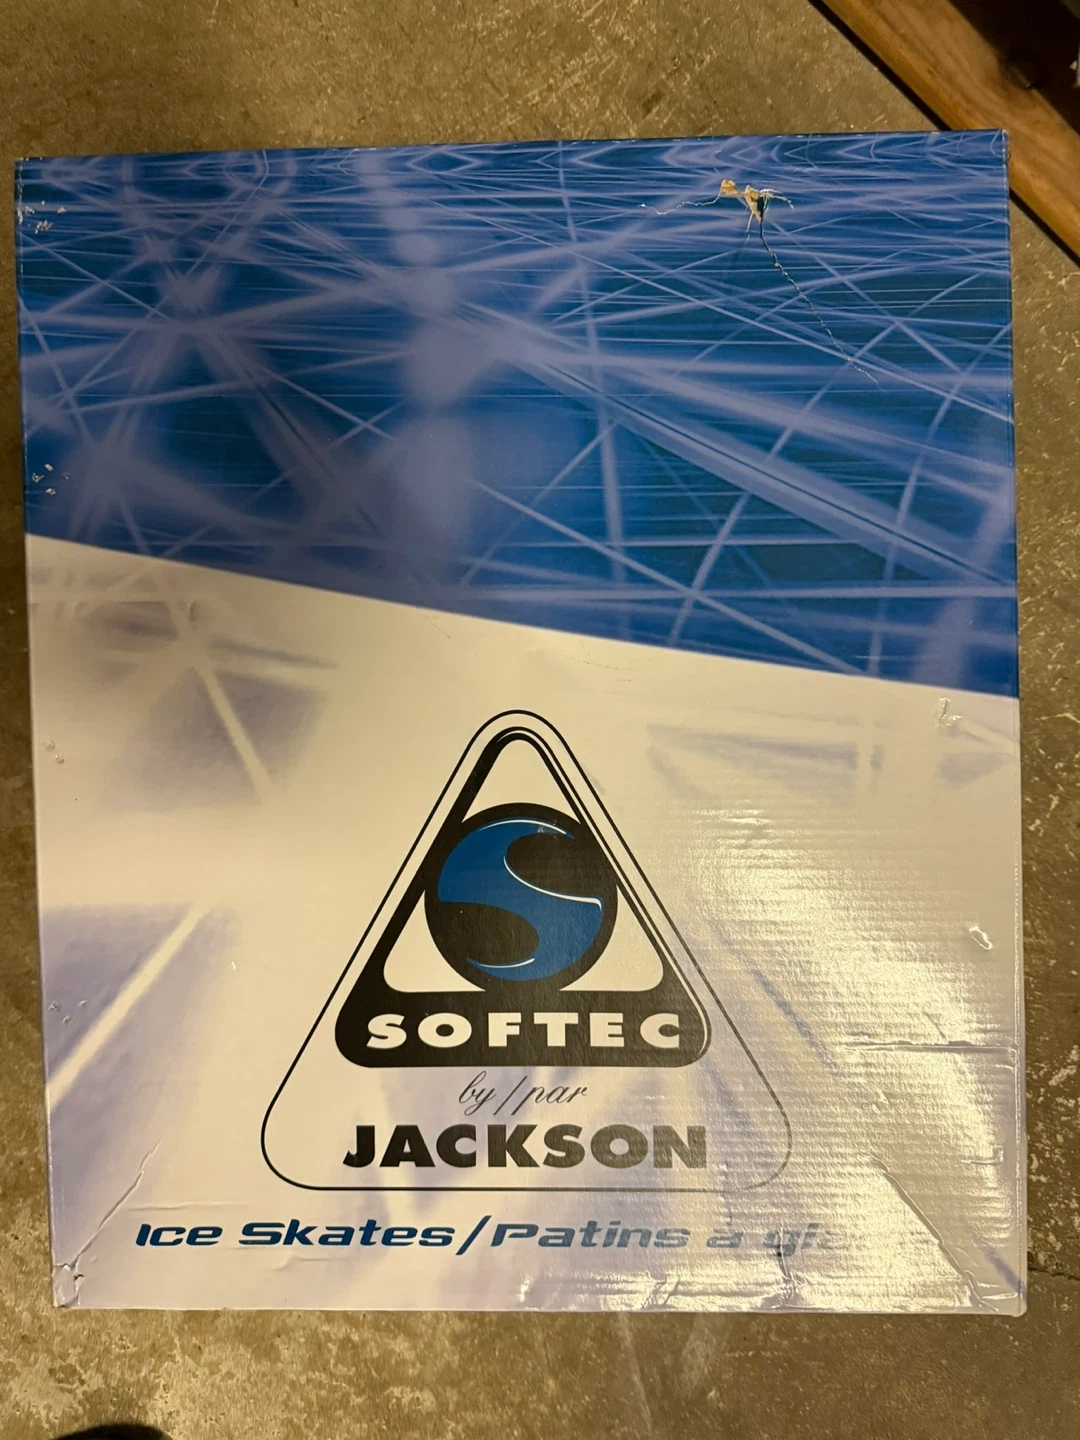 SOFTEC
by/par
JACKSON
Ice Skates/Patins à